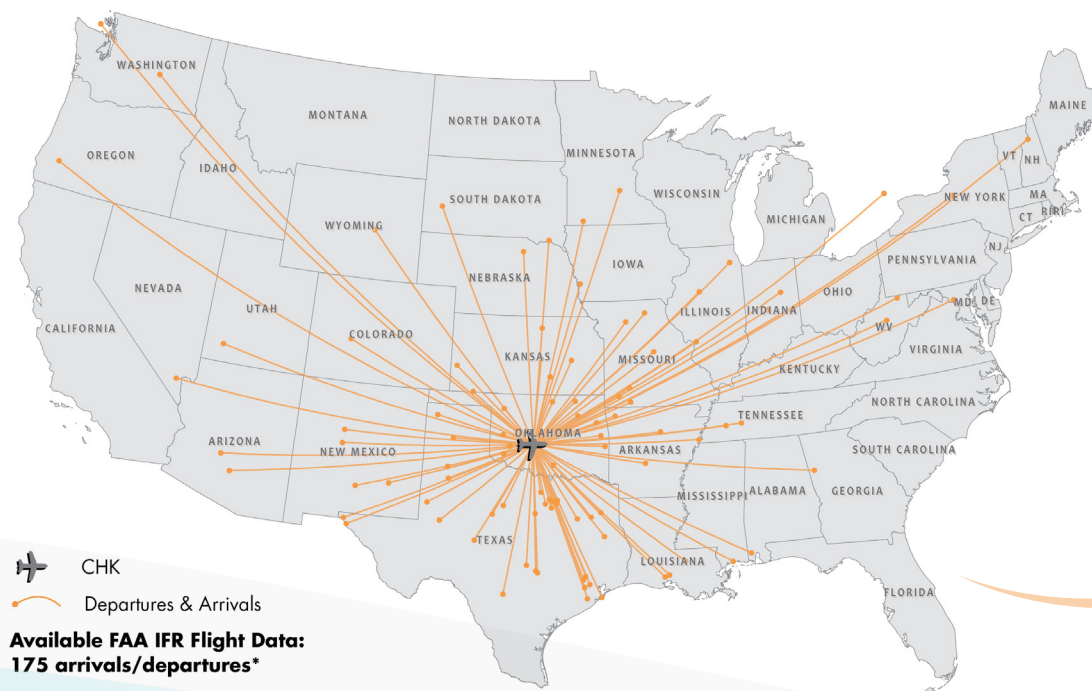 WASHINGTON
MONTANA
NORTH DAKOTA
MAINE
OREGON
IDAHO
MINNESOTA
VT
NH
SOUTH DAKOTA
WISCONSIN
MICHIGAN
NEW YORK
MA
CT
RI
RI
WYOMING
NEBRASKA
IOWA
PENNSYLVANIA
NJ
NEVADA
UTAH
COLORADO
ILLINOIS
INDIANA
OHIO
MD
DE
WV
CALIFORNIA
KANSAS
MISSOURI
KENTUCKY
VIRGINIA
NORTH CAROLINA
TENNESSEE
ARIZONA
NEW MEXICO
OKLAHOMA
ARKANSAS
SOUTH CAROLINA
MISSISSIPPI
ALABAMA
GEORGIA
TEXAS
LOUISIANA
FLORIDA
CHK
Departures & Arrivals
Available FAA IFR Flight Data:
175 arrivals/departures*